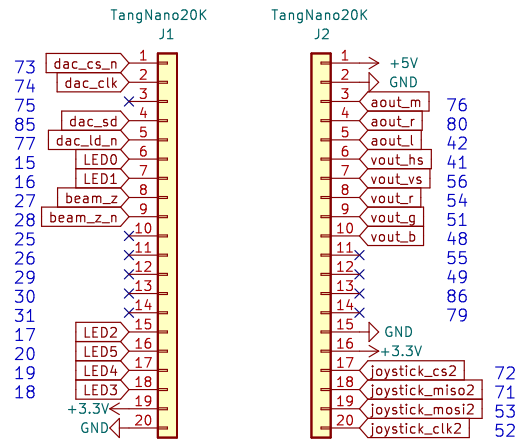 TangNano20K
J1
73 dac_cs_n 1
74 dac_clk 2
75 3
85 dac_sd 4
77 dac_ld_n 5
15 LED0 6
16 LED1 7
27 beam_z 8
28 beam_z_n 9
25 10
26 11
29 12
30 13
31 14
17 LED2 15
20 LED5 16
19 LED4 17
18 LED3 18
+3.3V 19
GND 20
TangNano20K
J2
1 +5V
2 GND
3 aout_m 76
4 aout_r 80
5 aout_l 42
6 vout_hs 41
7 vout_vs 56
8 vout_r 54
9 vout_g 51
10 vout_b 48
11 55
12 49
13 86
14 79
15 GND
16 +3.3V
17 joystick_cs2 72
18 joystick_miso2 71
19 joystick_mosi2 53
20 joystick_clk2 52